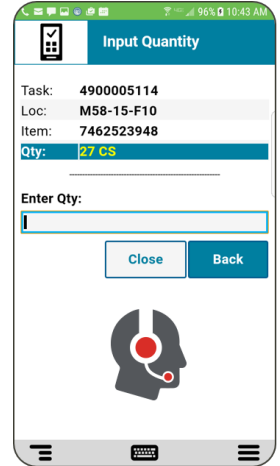 96% 10:43 AM
Input Quantity
Task: 4900005114
Loc: M58-15-F10
Item: 7462523948
Qty: 27 CS
Enter Qty:
Close Back